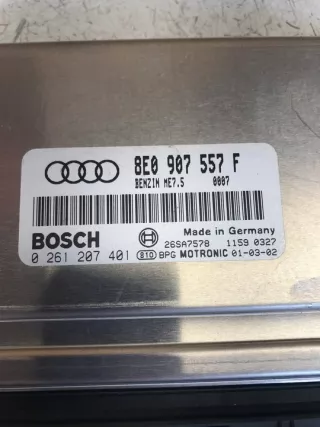 8E0 907 557 F
BENZIN ME7.5 0007
BOSCH Made in Germany
26SA7578 1159 0327
0 261 207 401 810 BPG MOTRONIC 01-03-02